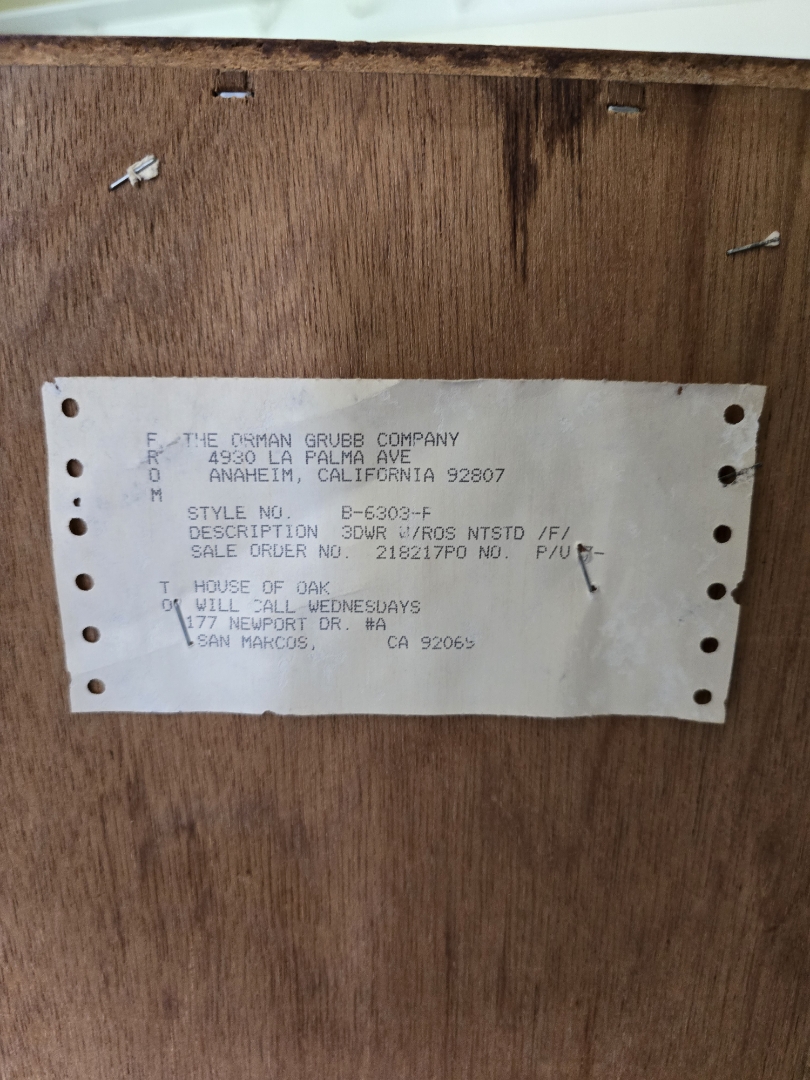 F THE ORMAN GRUBB COMPANY
R 4930 LA PALMA AVE
O ANAHEIM, CALIFORNIA 92807
M
STYLE NO. B-6303-F
DESCRIPTION 3DWR W/ROS NTSTD /F/
SALE ORDER NO. 218217PO NO. P/U
T HOUSE OF OAK
O WILL CALL WEDNESDAYS
177 NEWPORT DR. #A
SAN MARCOS, CA 92069